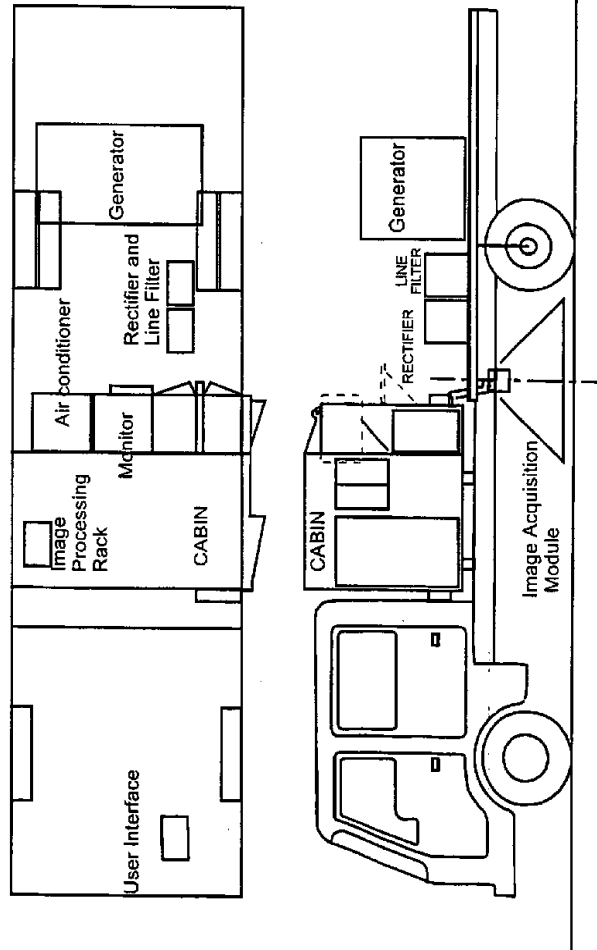 User Interface
Image
Processing
Rack
CABIN
Air conditioner
Monitor
Rectifier and
Line Filter
Generator
CABIN
RECTIFIER
LINE
FILTER
Generator
Image Acquisition
Module